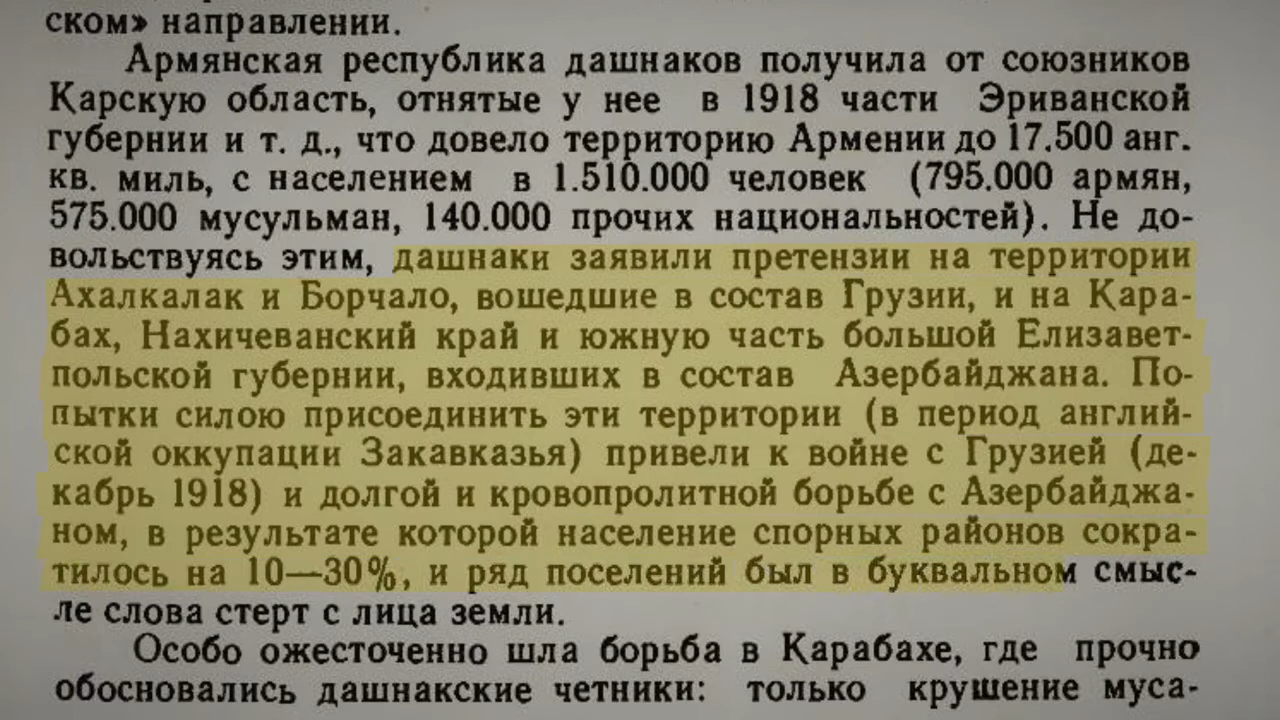 ском» направлении.
Армянская республика дашнаков получила от союзников
Карскую область, отнятые у нее в 1918 части Эриванской
губернии и т. д., что довело территорию Армении до 17.500 анг.
кв. миль, с населением в 1.510.000 человек (795.000 армян,
575.000 мусульман, 140.000 прочих национальностей). Не до-
вольствуясь этим, дашнаки заявили претензии на территории
Ахалкалак и Борчало, вошедшие в состав Грузии, и на Кара-
бах, Нахичеванский край и южную часть большой Елизавет-
польской губернии, входивших в состав Азербайджана. По-
пытки силою присоединить эти территории (в период англий-
ской оккупации Закавказья) привели к войне с Грузией (де-
кабрь 1918) и долгой и кровопролитной борьбе с Азербайджа-
ном, в результате которой население спорных районов сокра-
тилось на 10—30%, и ряд поселений был в буквальном смыс-
ле слова стерт с лица земли.
Особо ожесточенно шла борьба в Карабахе, где прочно
обосновались дашнакские четники: только крушение муса-